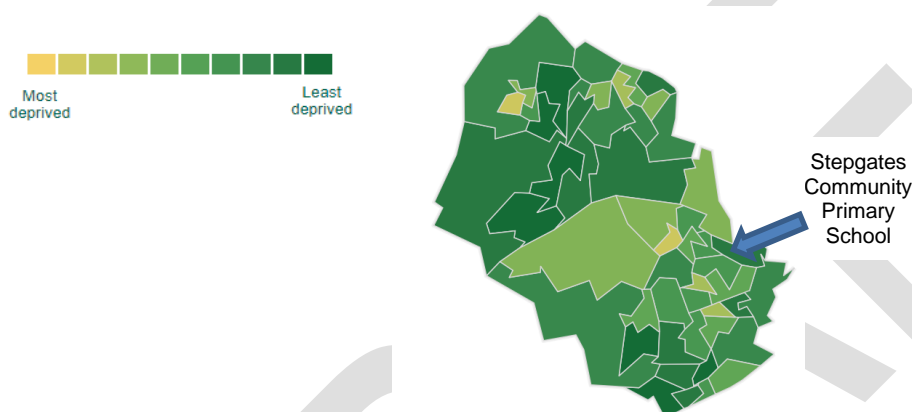 Most
deprived
Least
deprived
Stepgates
Community
Primary
School